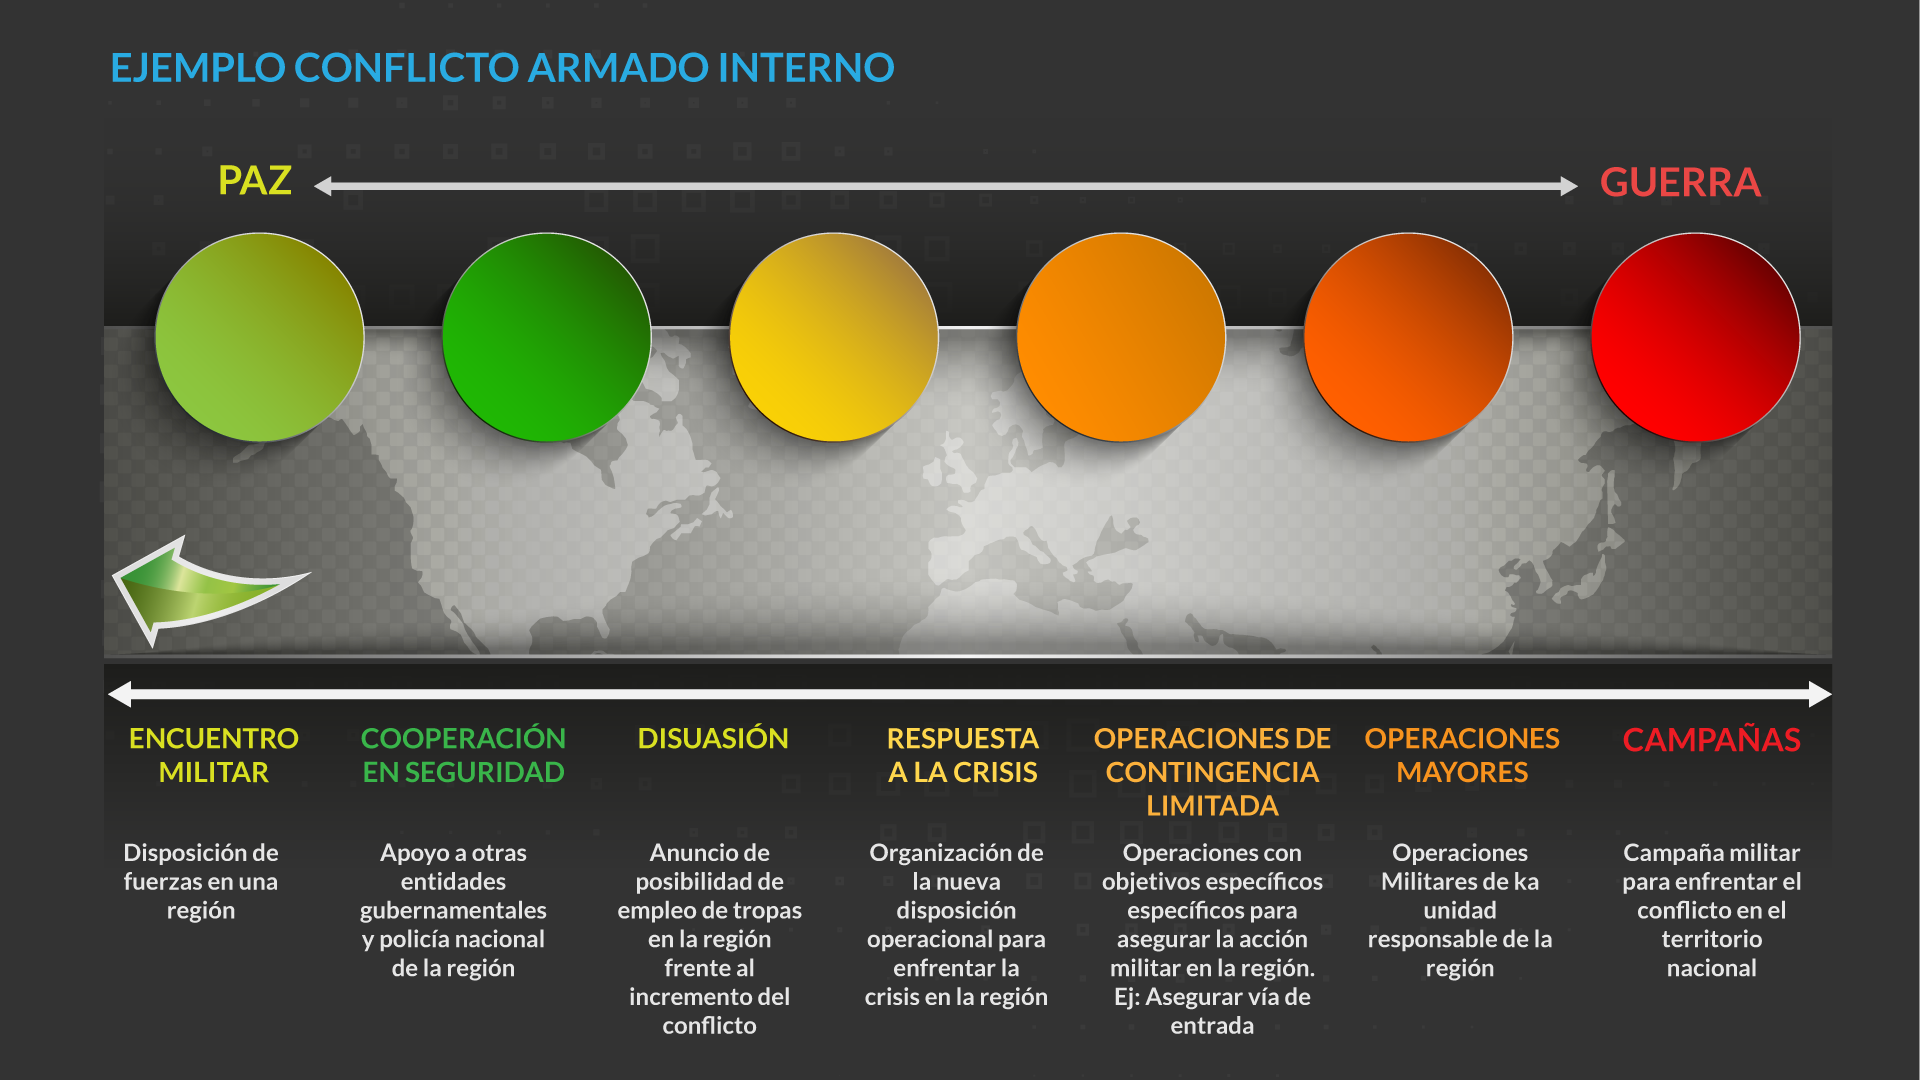 EJEMPLO CONFLICTO ARMADO INTERNO
PAZ
GUERRA
ENCUENTRO
MILITAR
Disposición de
fuerzas en una
región
COOPERACIÓN
EN SEGURIDAD
Apoyo a otras
entidades
gubernamentales
y policía nacional
de la región
DISUASIÓN
Anuncio de
posibilidad de
empleo de tropas
en la región
frente al
incremento del
conflicto
RESPUESTA
A LA CRISIS
Organización de
la nueva
disposición
operacional para
enfrentar la
crisis en la región
OPERACIONES DE
CONTINGENCIA
LIMITADA
Operaciones con
objetivos específicos
específicos para
asegurar la acción
militar en la región.
Ej: Asegurar vía de
entrada
OPERACIONES
MAYORES
Operaciones
Militares de ka
unidad
responsable de la
región
CAMPAÑAS
Campaña militar
para enfrentar el
conflicto en el
territorio
nacional